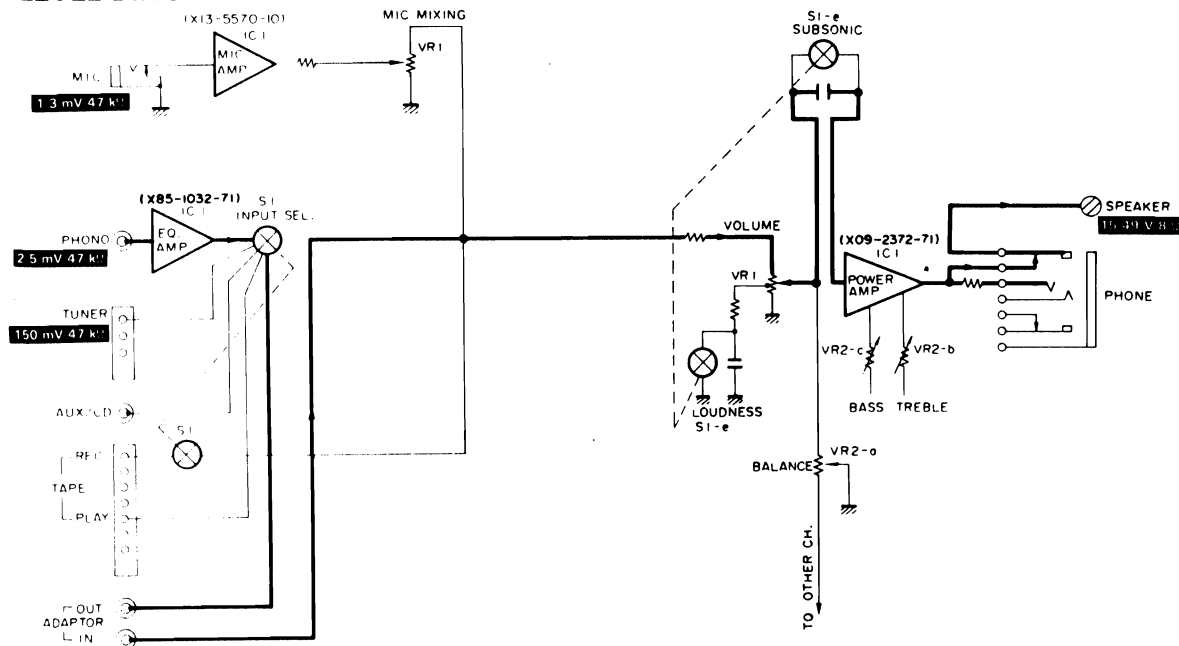 (X13-5570-10)
IC1
MIC AMP
MIC MIXING
VR1
MIC
1.3 mV 47 kΩ
S1-e
SUBSONIC
(X85-1032-71)
IC1
EQ. AMP
S1
INPUT SEL.
PHONO
2.5 mV 47 kΩ
TUNER
150 mV 47 kΩ
AUX/CD
S1
REC
TAPE
PLAY
OUT
ADAPTOR
IN
VOLUME
VR1
LOUDNESS
S1-e
(X09-2372-71)
IC1
POWER
AMP
VR2-c
VR2-b
BASS
TREBLE
SPEAKER
15.49 V 8
PHONE
VR2-a
BALANCE
TO OTHER CH.